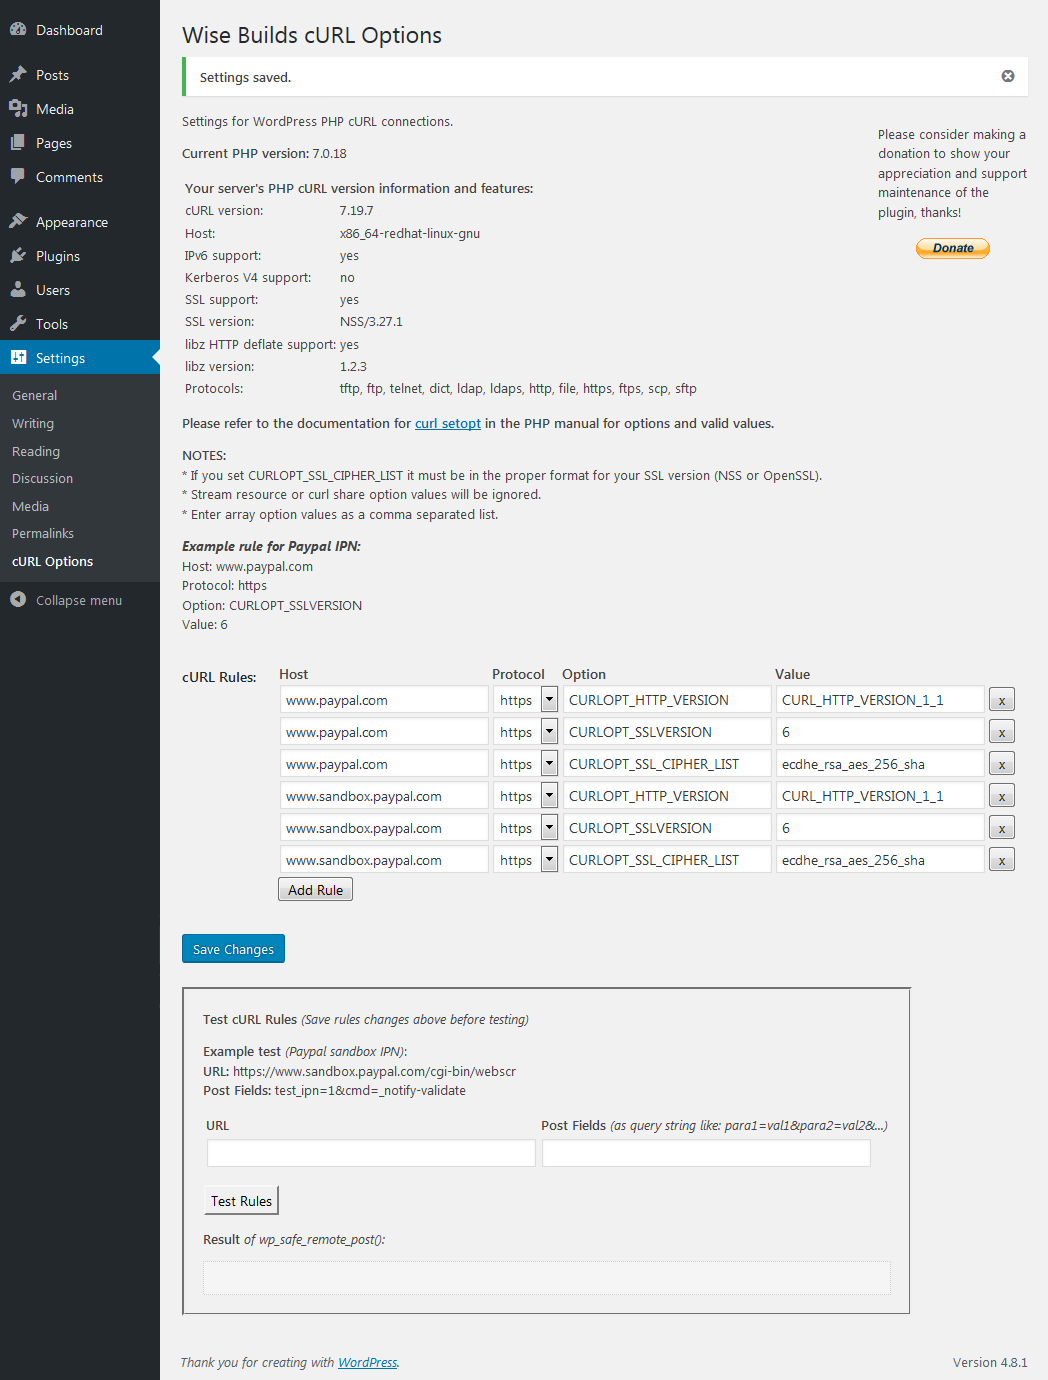 Dashboard
Posts
Media
Pages
Comments
Appearance
Plugins
Users
Tools
Settings
General
Writing
Reading
Discussion
Media
Permalinks
cURL Options
Collapse menu
Wise Builds cURL Options
Settings saved.
Settings for WordPress PHP cURL connections.
Current PHP version: 7.0.18
Your server's PHP cURL version information and features:
cURL version: 7.19.7
Host: x86_64-redhat-linux-gnu
IPv6 support: yes
Kerberos V4 support: no
SSL support: yes
SSL version: NSS/3.27.1
libz HTTP deflate support: yes
libz version: 1.2.3
Protocols: tftp, ftp, telnet, dict, ldap, ldaps, http, file, https, ftps, scp, sftp
Please consider making a
donation to show your
appreciation and support
maintenance of the
plugin, thanks!
Donate
Please refer to the documentation for curl setopt in the PHP manual for options and valid values.
NOTES:
* If you set CURLOPT_SSL_CIPHER_LIST it must be in the proper format for your SSL version (NSS or OpenSSL).
* Stream resource or curl share option values will be ignored.
* Enter array option values as a comma separated list.
Example rule for Paypal IPN:
Host: www.paypal.com
Protocol: https
Option: CURLOPT_SSLVERSION
Value: 6
cURL Rules: Host Protocol Option Value
www.paypal.com https CURLOPT_HTTP_VERSION CURL_HTTP_VERSION_1_1 x
www.paypal.com https CURLOPT_SSLVERSION 6 x
www.paypal.com https CURLOPT_SSL_CIPHER_LIST ecdhe_rsa_aes_256_sha x
www.sandbox.paypal.com https CURLOPT_HTTP_VERSION CURL_HTTP_VERSION_1_1 x
www.sandbox.paypal.com https CURLOPT_SSLVERSION 6 x
www.sandbox.paypal.com https CURLOPT_SSL_CIPHER_LIST ecdhe_rsa_aes_256_sha x
Add Rule
Save Changes
Test cURL Rules (Save rules changes above before testing)
Example test (Paypal sandbox IPN):
URL: https://www.sandbox.paypal.com/cgi-bin/webscr
Post Fields: test_ipn=1&cmd=_notify-validate
URL Post Fields (as query string like: para1=val1&para2=val2&...)
Test Rules
Result of wp_safe_remote_post():
Thank you for creating with WordPress.
Version 4.8.1